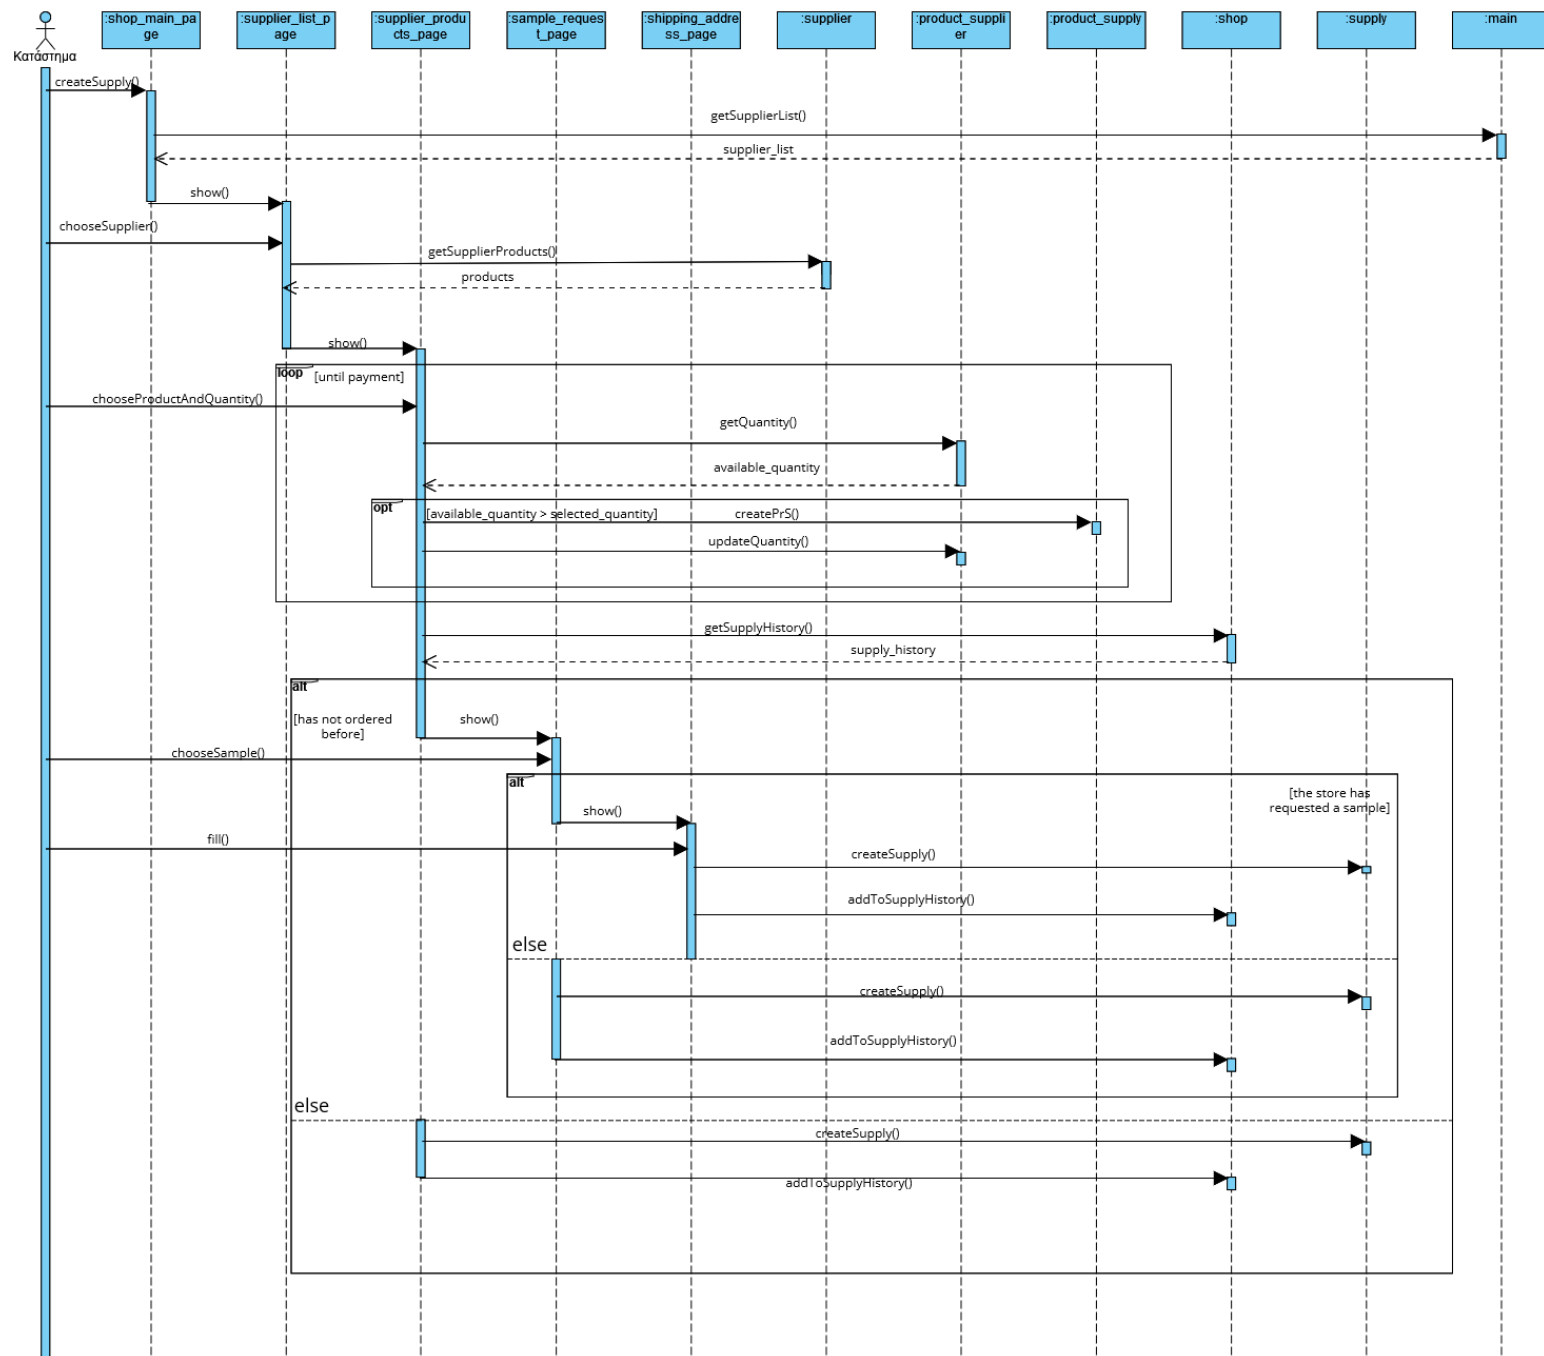 :shop_main_pa
ge
:supplier_list_p
age
:supplier_produ
cts_page
:sample_reques
t_page
:shipping_addre
ss_page
:supplier
:product_suppli
er
:product_supply
:shop
:supply
:main
Κατάστημα
createSupply()
getSupplierList()
supplier_list
show()
chooseSupplier()
getSupplierProducts()
products
show()
loop
[until payment]
chooseProductAndQuantity()
getQuantity()
available_quantity
opt
[available_quantity > selected_quantity]
createPrS()
updateQuantity()
getSupplyHistory()
supply_history
alt
[has not ordered
before]
show()
chooseSample()
alt
[the store has
requested a sample]
show()
fill()
createSupply()
addToSupplyHistory()
else
createSupply()
addToSupplyHistory()
else
createSupply()
addToSupplyHistory()